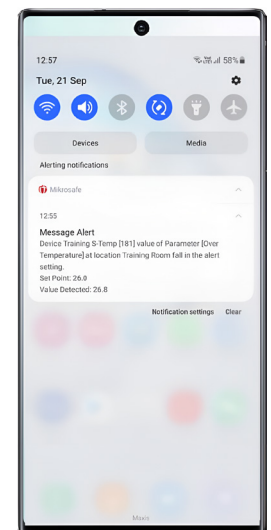 12:57
58%
Tue, 21 Sep
Devices
Media
Alerting notifications
Mikrosafe
12:55
Message Alert
Device Training S-Temp [181] value of Parameter [Over
Temperature] at location Training Room fall in the alert
setting.
Set Point: 26.0
Value Detected: 26.8
Notification settings
Clear
Maxis